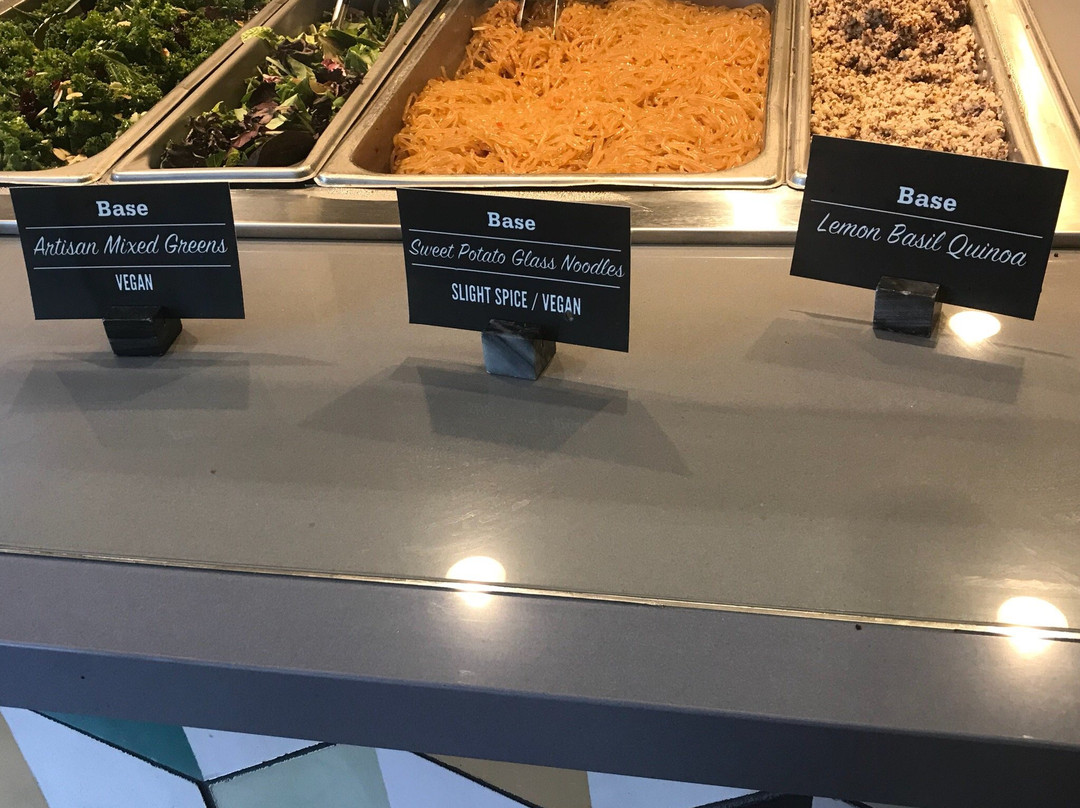 Base
Artisan Mixed Greens
VEGAN
Base
Sweet Potato Glass Noodles
SLIGHT SPICE / VEGAN
Base
Lemon Basil Quinoa